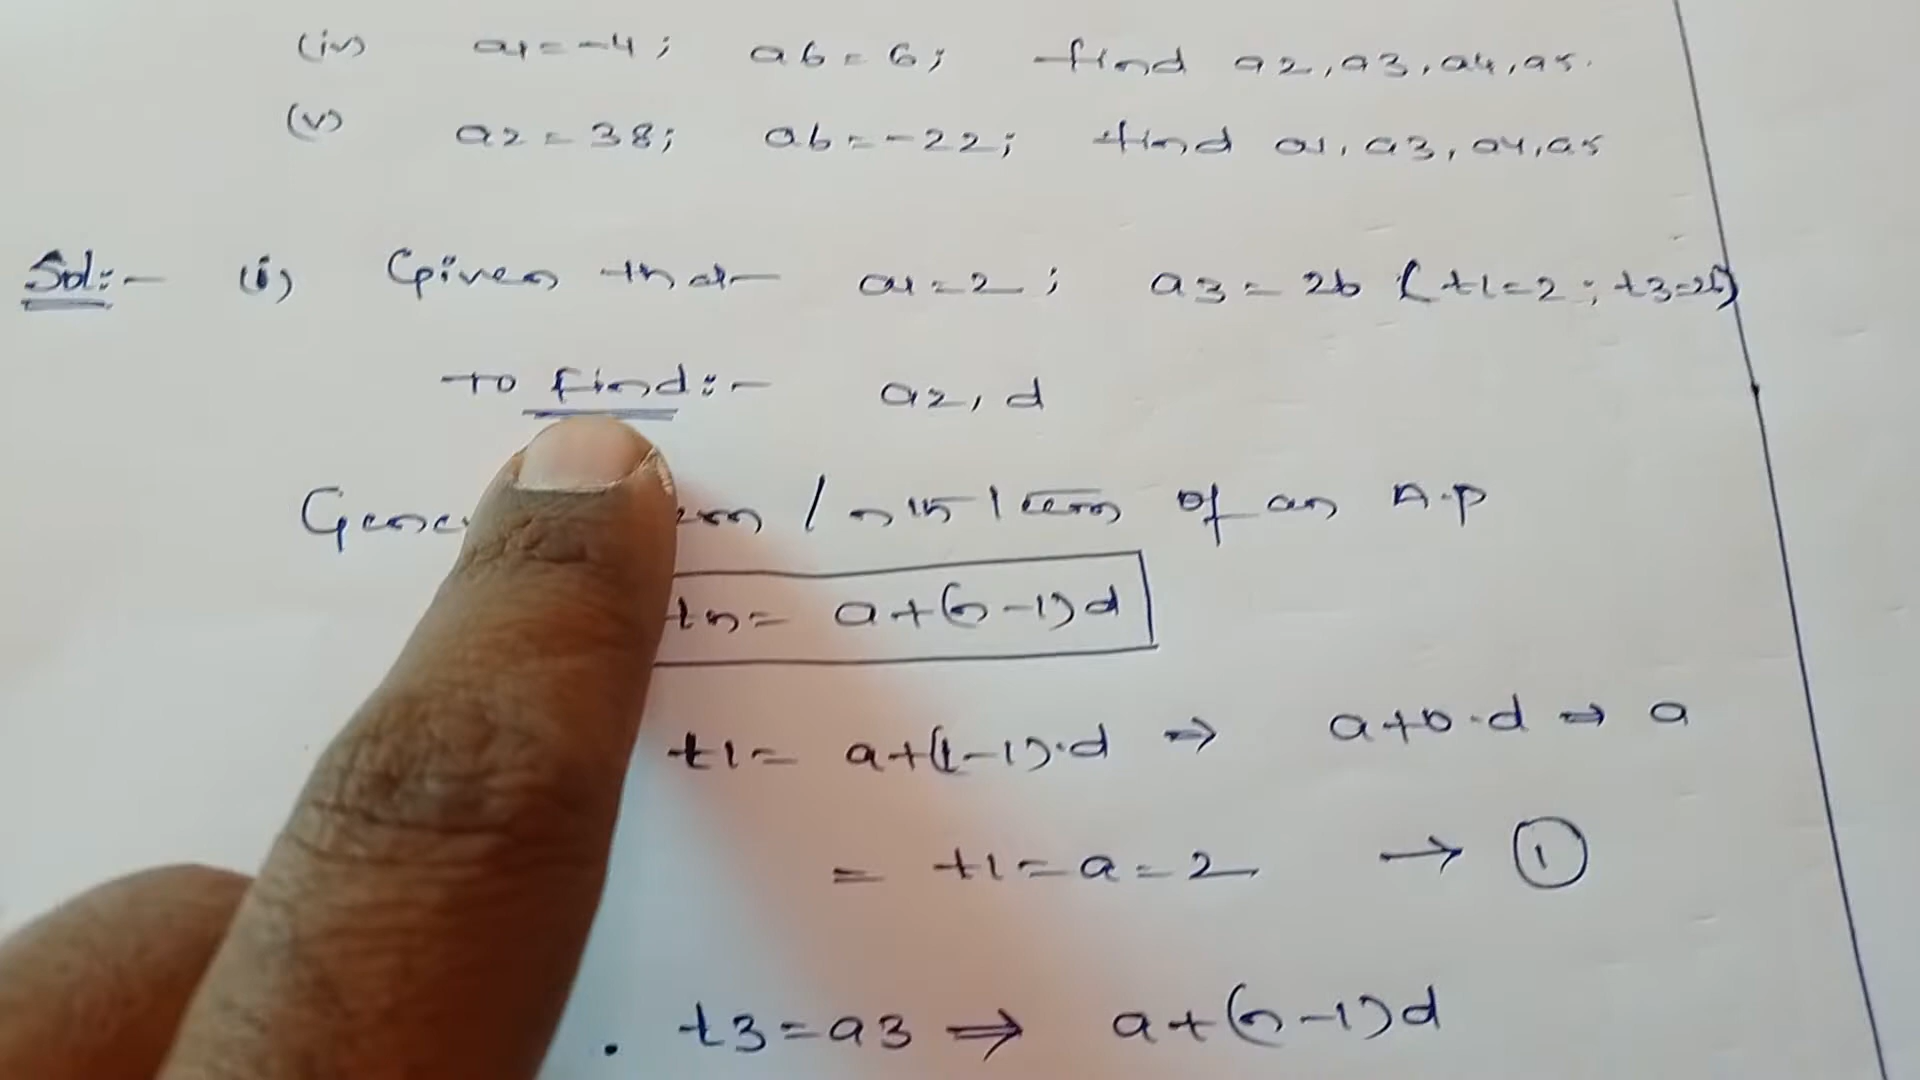 (iv) a1=-4; a6=6; find a2,a3,a4,a5.
(v) a2=38; a6=-22; find a1,a3,a4,a5
Sol:- (i) Given that a1=2; a3=26 (t1=2; t3=26)
To find:- a2, d
/ nth term of an A.P
tn= a+(n-1)d
t1= a+(1-1).d ⇒ a+0.d ⇒ a
= t1=a=2 → ①
. t3=a3 ⇒ a+(n-1)d